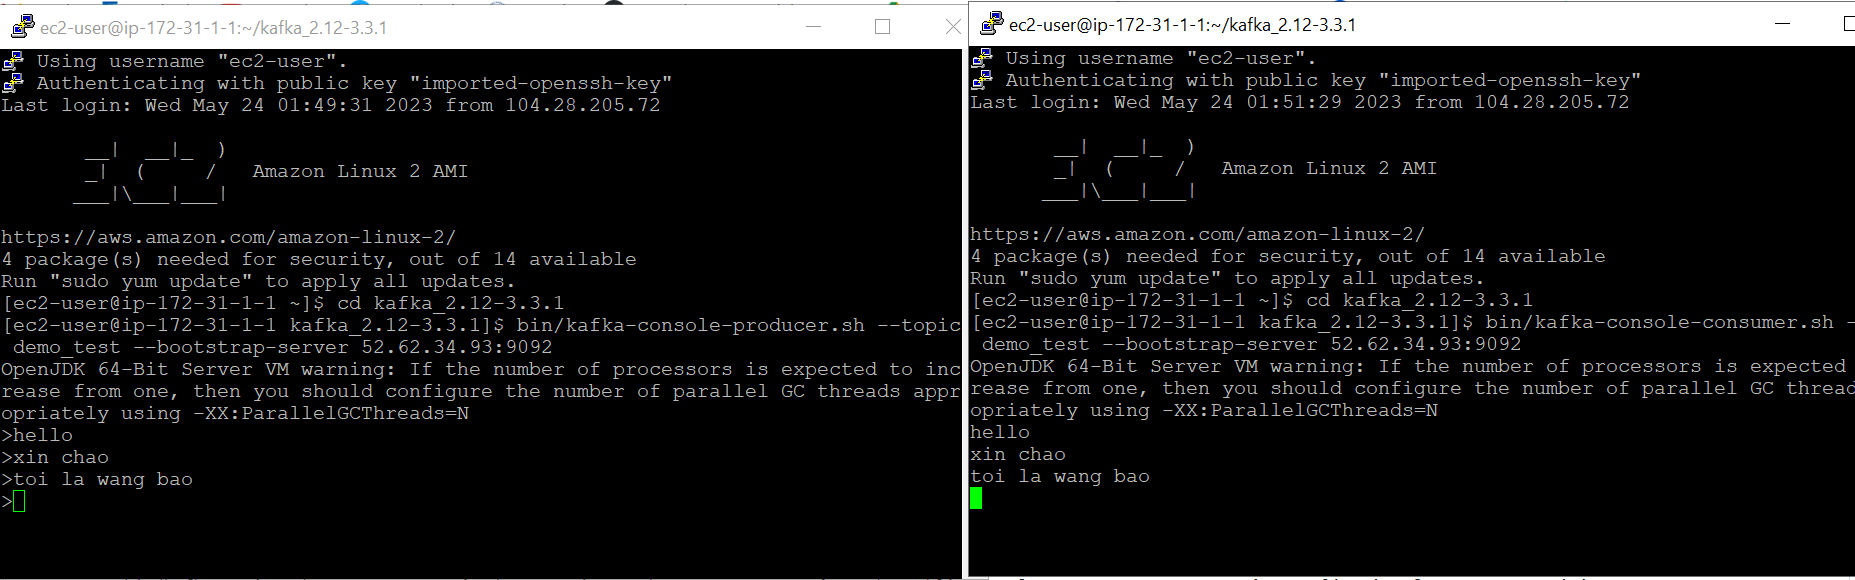 ec2-user@ip-172-31-1-1:~/kafka_2.12-3.3.1
Using username "ec2-user".
Authenticating with public key "imported-openssh-key"
Last login: Wed May 24 01:49:31 2023 from 104.28.205.72
       __|  __|_  )
       _|  (     /   Amazon Linux 2 AMI
      ___|\___|___|
https://aws.amazon.com/amazon-linux-2/
4 package(s) needed for security, out of 14 available
Run "sudo yum update" to apply all updates.
[ec2-user@ip-172-31-1-1 ~]$ cd kafka_2.12-3.3.1
[ec2-user@ip-172-31-1-1 kafka_2.12-3.3.1]$ bin/kafka-console-producer.sh --topic
 demo_test --bootstrap-server 52.62.34.93:9092
OpenJDK 64-Bit Server VM warning: If the number of processors is expected to inc
rease from one, then you should configure the number of parallel GC threads appr
opriately using -XX:ParallelGCThreads=N
>hello
>xin chao
>toi la wang bao
>
ec2-user@ip-172-31-1-1:~/kafka_2.12-3.3.1
Using username "ec2-user".
Authenticating with public key "imported-openssh-key"
Last login: Wed May 24 01:51:29 2023 from 104.28.205.72
       __|  __|_  )
       _|  (     /   Amazon Linux 2 AMI
      ___|\___|___|
https://aws.amazon.com/amazon-linux-2/
4 package(s) needed for security, out of 14 available
Run "sudo yum update" to apply all updates.
[ec2-user@ip-172-31-1-1 ~]$ cd kafka_2.12-3.3.1
[ec2-user@ip-172-31-1-1 kafka_2.12-3.3.1]$ bin/kafka-console-consumer.sh -
 demo_test --bootstrap-server 52.62.34.93:9092
OpenJDK 64-Bit Server VM warning: If the number of processors is expected
rease from one, then you should configure the number of parallel GC thread
opriately using -XX:ParallelGCThreads=N
hello
xin chao
toi la wang bao